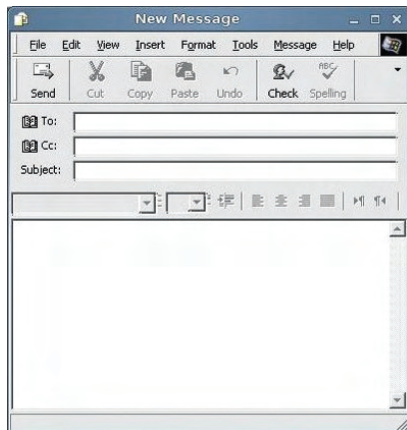 New Message
File Edit View Insert Format Tools Message Help
ABC
Send Cut Copy Paste Undo Check Spelling
To:
Cc:
Subject: